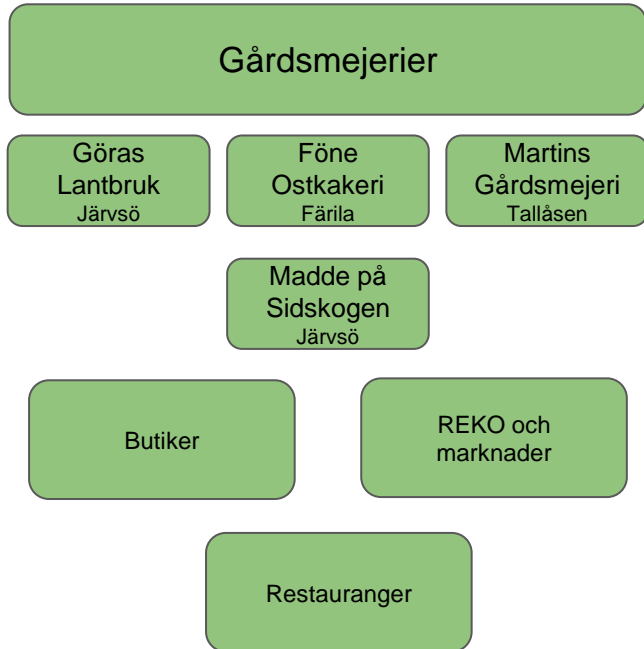 Gårdsmejerier
Göras
Lantbruk
Järvsö
Föne
Ostkakeri
Färila
Martins
Gårdsmejeri
Tallåsen
Madde på
Sidskogen
Järvsö
Butiker
REKO och
marknader
Restauranger